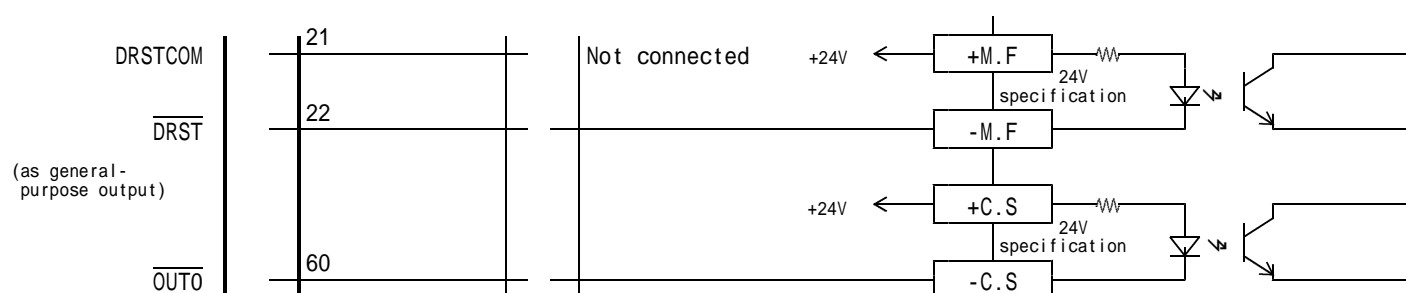 21
DRSTCOM Not connected +24V +M.F
24V
specification
22
DRST -M.F
(as general-
purpose output)
+24V +C.S
24V
specification
60
OUT0 -C.S